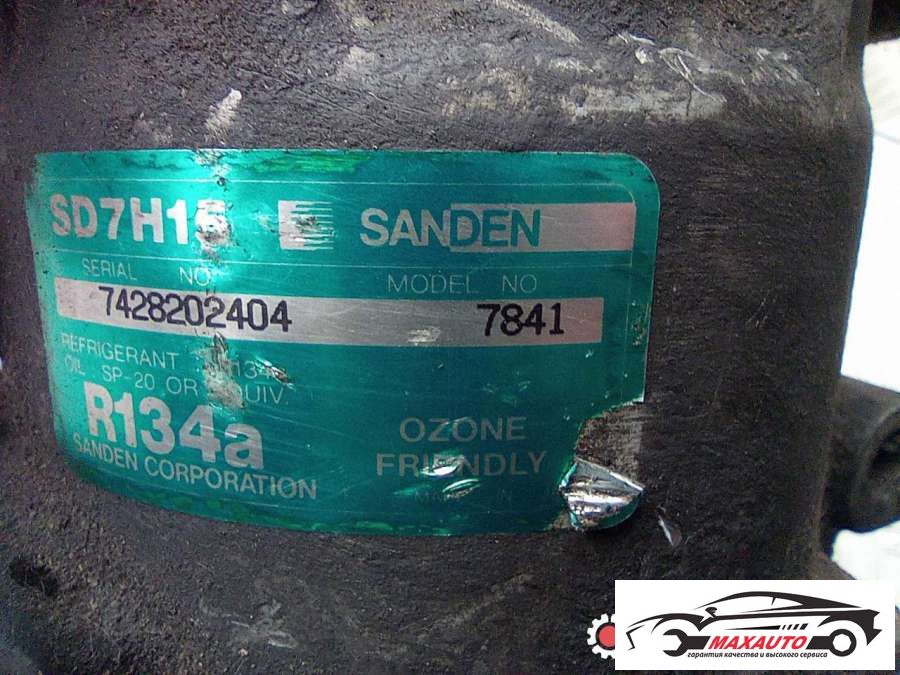 SD7H15 SANDEN
SERIAL NO. MODEL NO
7428202404 7841
REFRIGERANT
OIL SP-20 OR EQUIV.
R134a
SANDEN CORPORATION
OZONE
FRIENDLY
MAXAUTO
гарантия качества и высокого сервиса